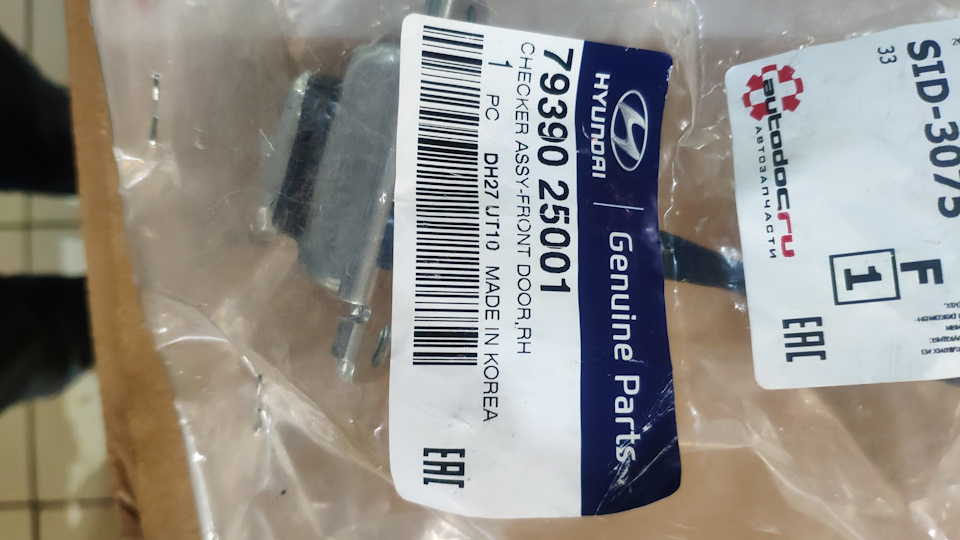 HYUNDAI | Genuine Parts
79390 25001
CHECKER ASSY-FRONT DOOR,RH
1 PC DH27 UT10 MADE IN KOREA
EAC
SID-3075
33
autodoc.ru
АВТОЗАПЧАСТИ
F
1
EAC